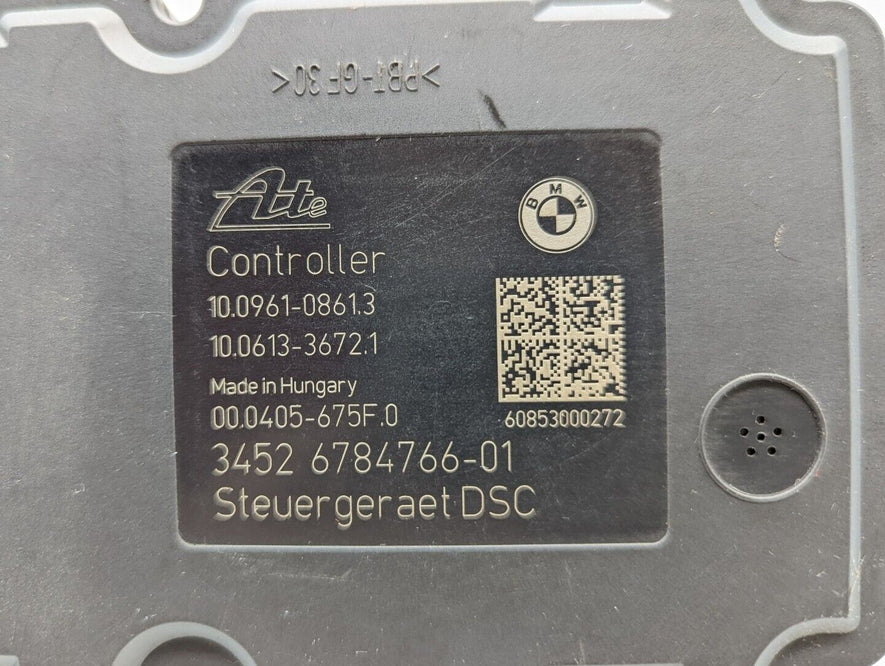 >PBT-GF30<
Ate
BMW
Controller
10.0961-0861.3
10.0613-3672.1
Made in Hungary
00.0405-675F.0
60853000272
3452 6784766-01
Steuergeraet DSC